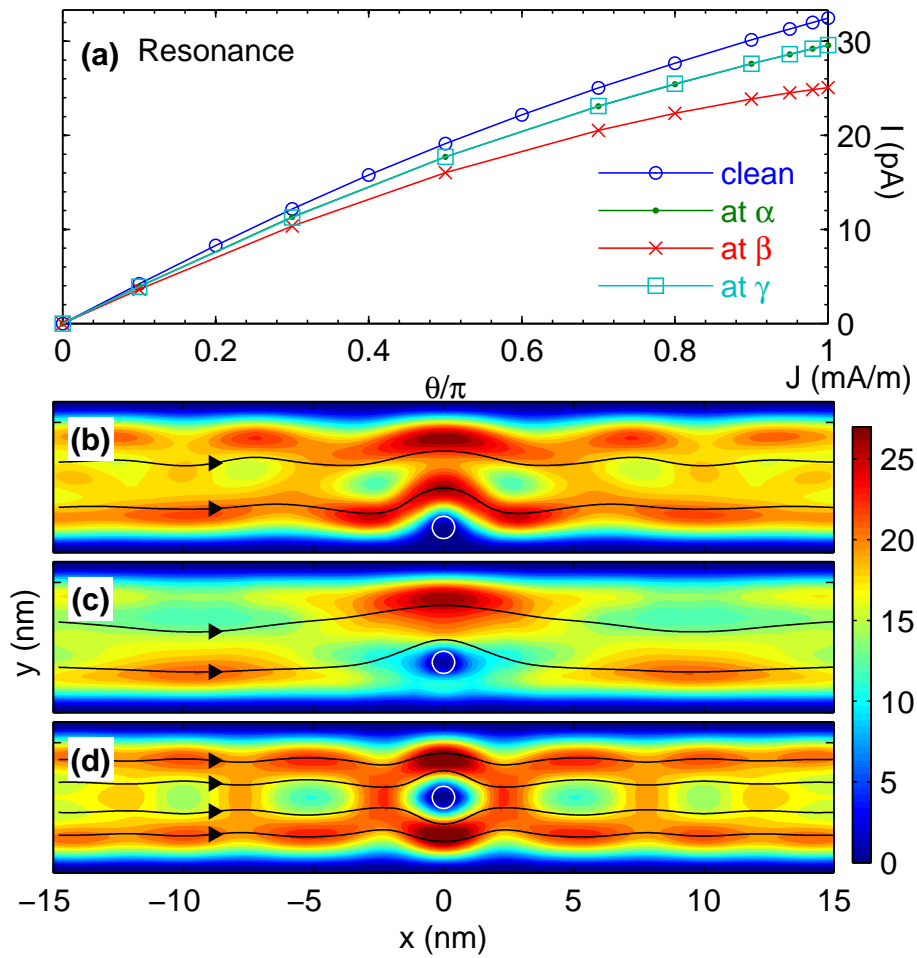 (a) Resonance
30
20
10
0
I (pA)
clean
at α
at β
at γ
0 0.2 0.4 0.6 0.8 1
θ/π
J (mA/m)
(b)
(c)
(d)
y (nm)
25
20
15
10
5
0
−15 −10 −5 0 5 10 15
x (nm)